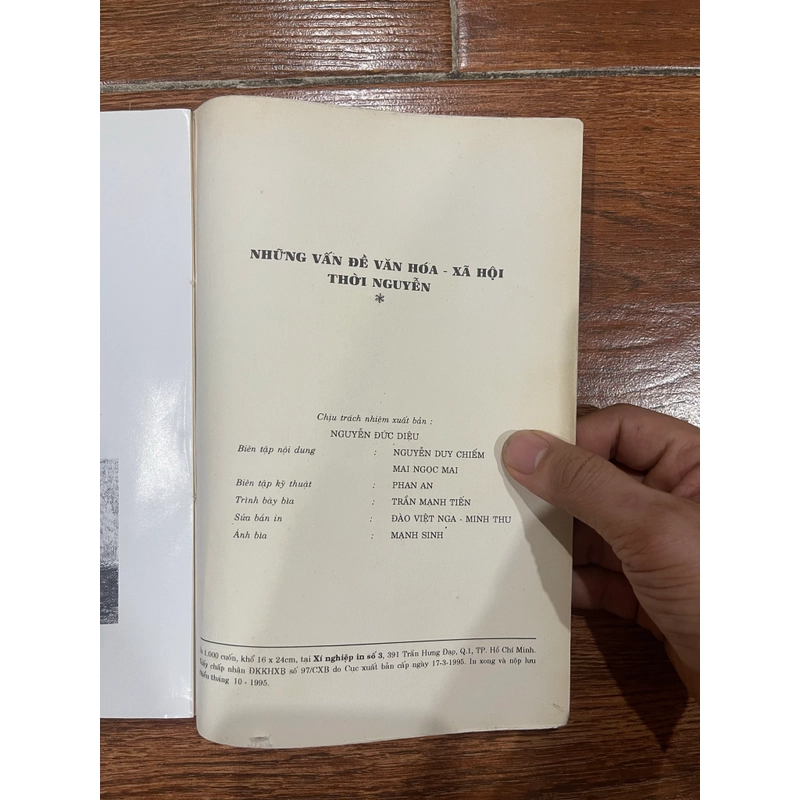 NHỮNG VẤN ĐỀ VĂN HÓA - XÃ HỘI
THỜI NGUYỄN
*
Chịu trách nhiệm xuất bản :
NGUYỄN ĐỨC DIỆU
Biên tập nội dung : NGUYỄN DUY CHIẾM
MAI NGỌC MAI
Biên tập kỹ thuật : PHAN AN
Trình bày bìa : TRẦN MẠNH TIẾN
Sửa bản in : ĐÀO VIỆT NGA - MINH THU
Ảnh bìa : MẠNH SINH
1.000 cuốn, khổ 16 x 24cm, tại Xí nghiệp in số 3, 391 Trần Hưng Đạo, Q.1, TP. Hồ Chí Minh.
Giấy chấp nhận ĐKKHXB số 97/CXB do Cục xuất bản cấp ngày 17-3-1995. In xong và nộp lưu
chiểu tháng 10 - 1995.